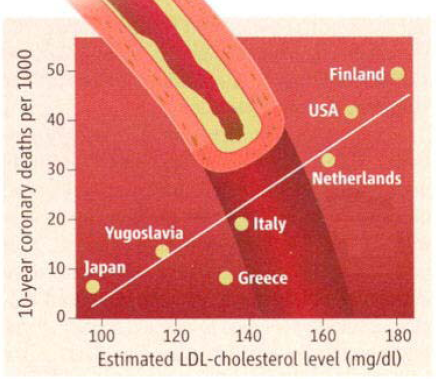 10-year coronary deaths per 1000
50
40
30
20
10
0
Finland
USA
Netherlands
Yugoslavia
Italy
Japan
Greece
100 120 140 160 180
Estimated LDL-cholesterol level (mg/dl)